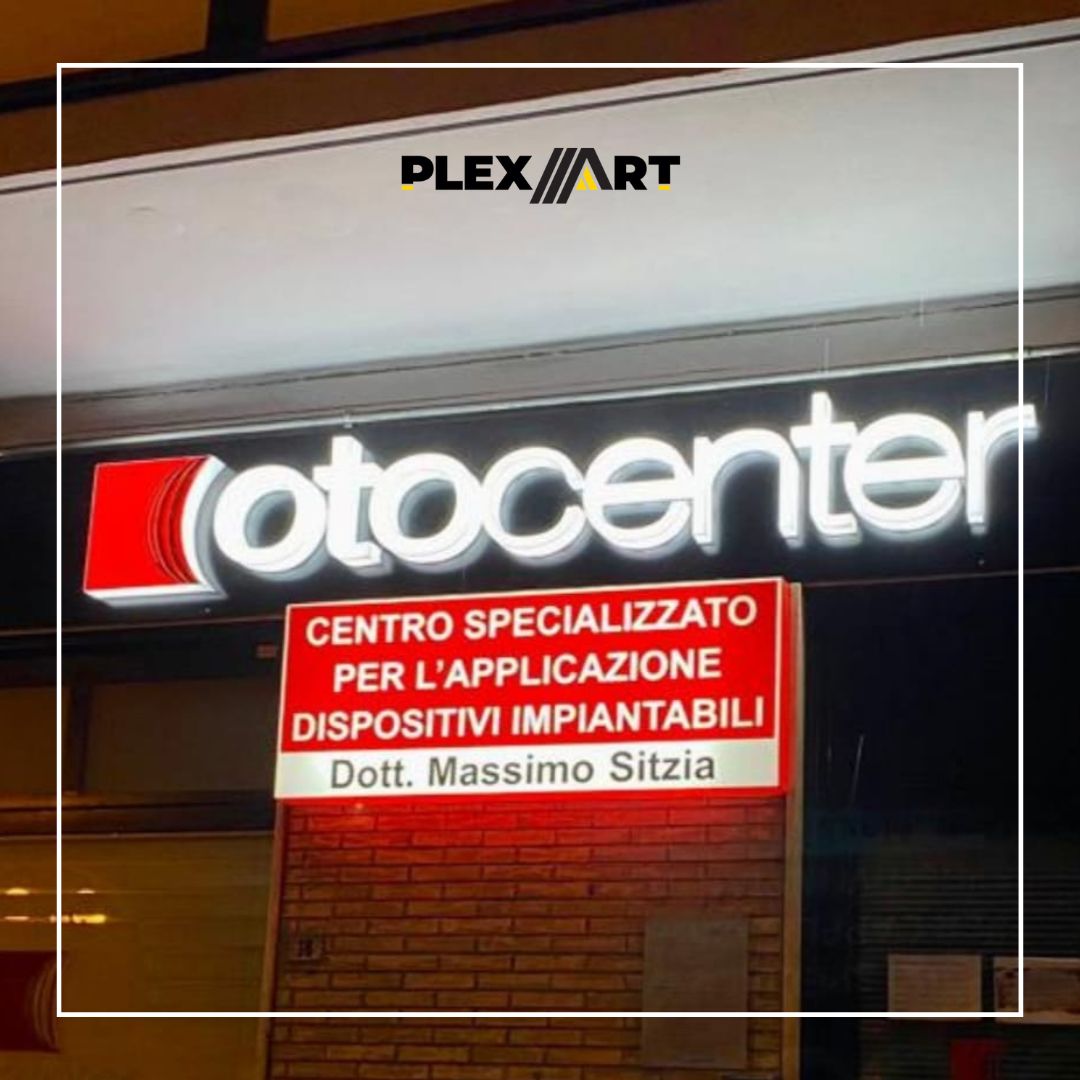 PLEX ART
otocenter
CENTRO SPECIALIZZATO
PER L'APPLICAZIONE
DISPOSITIVI IMPIANTABILI
Dott. Massimo Sitzia